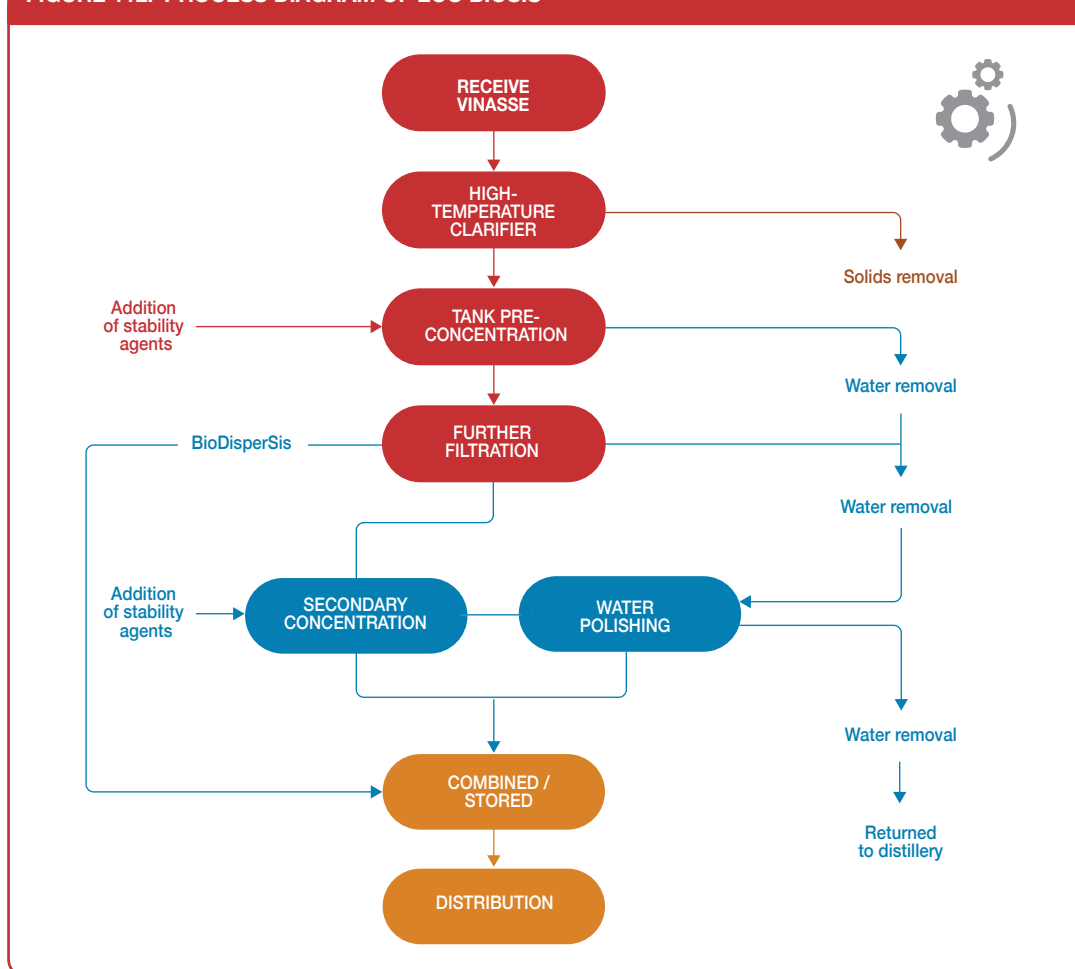 RECEIVE
VINASSE
HIGH-
TEMPERATURE
CLARIFIER
Solids removal
Addition
of stability
agents
TANK PRE-
CONCENTRATION
Water removal
BioDisperSis
FURTHER
FILTRATION
Water removal
Addition
of stability
agents
SECONDARY
CONCENTRATION
WATER
POLISHING
Water removal
COMBINED /
STORED
Returned
to distillery
DISTRIBUTION